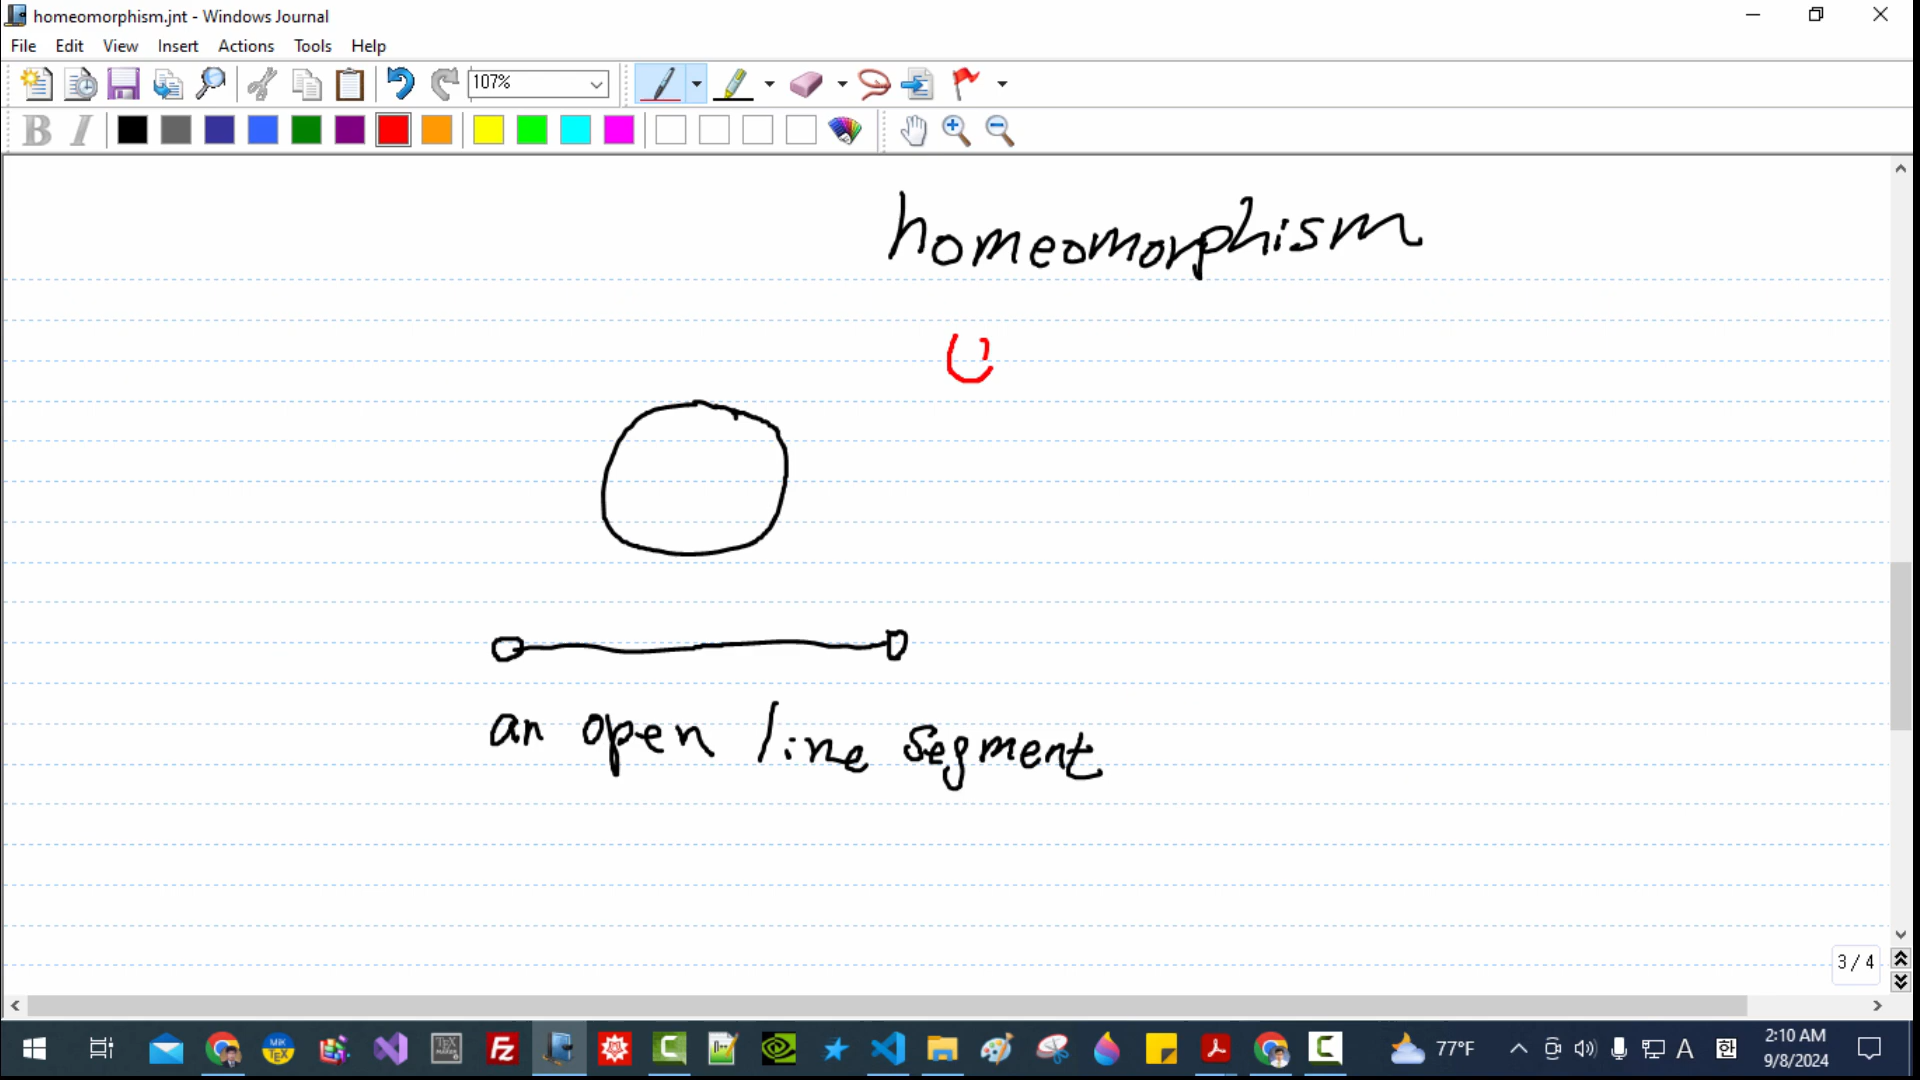 homeomorphism.jnt - Windows Journal
File Edit View Insert Actions Tools Help
107%
B I
homeomorphism
U
an open line segment
3 / 4
77°F A 한 2:10 AM
9/8/2024